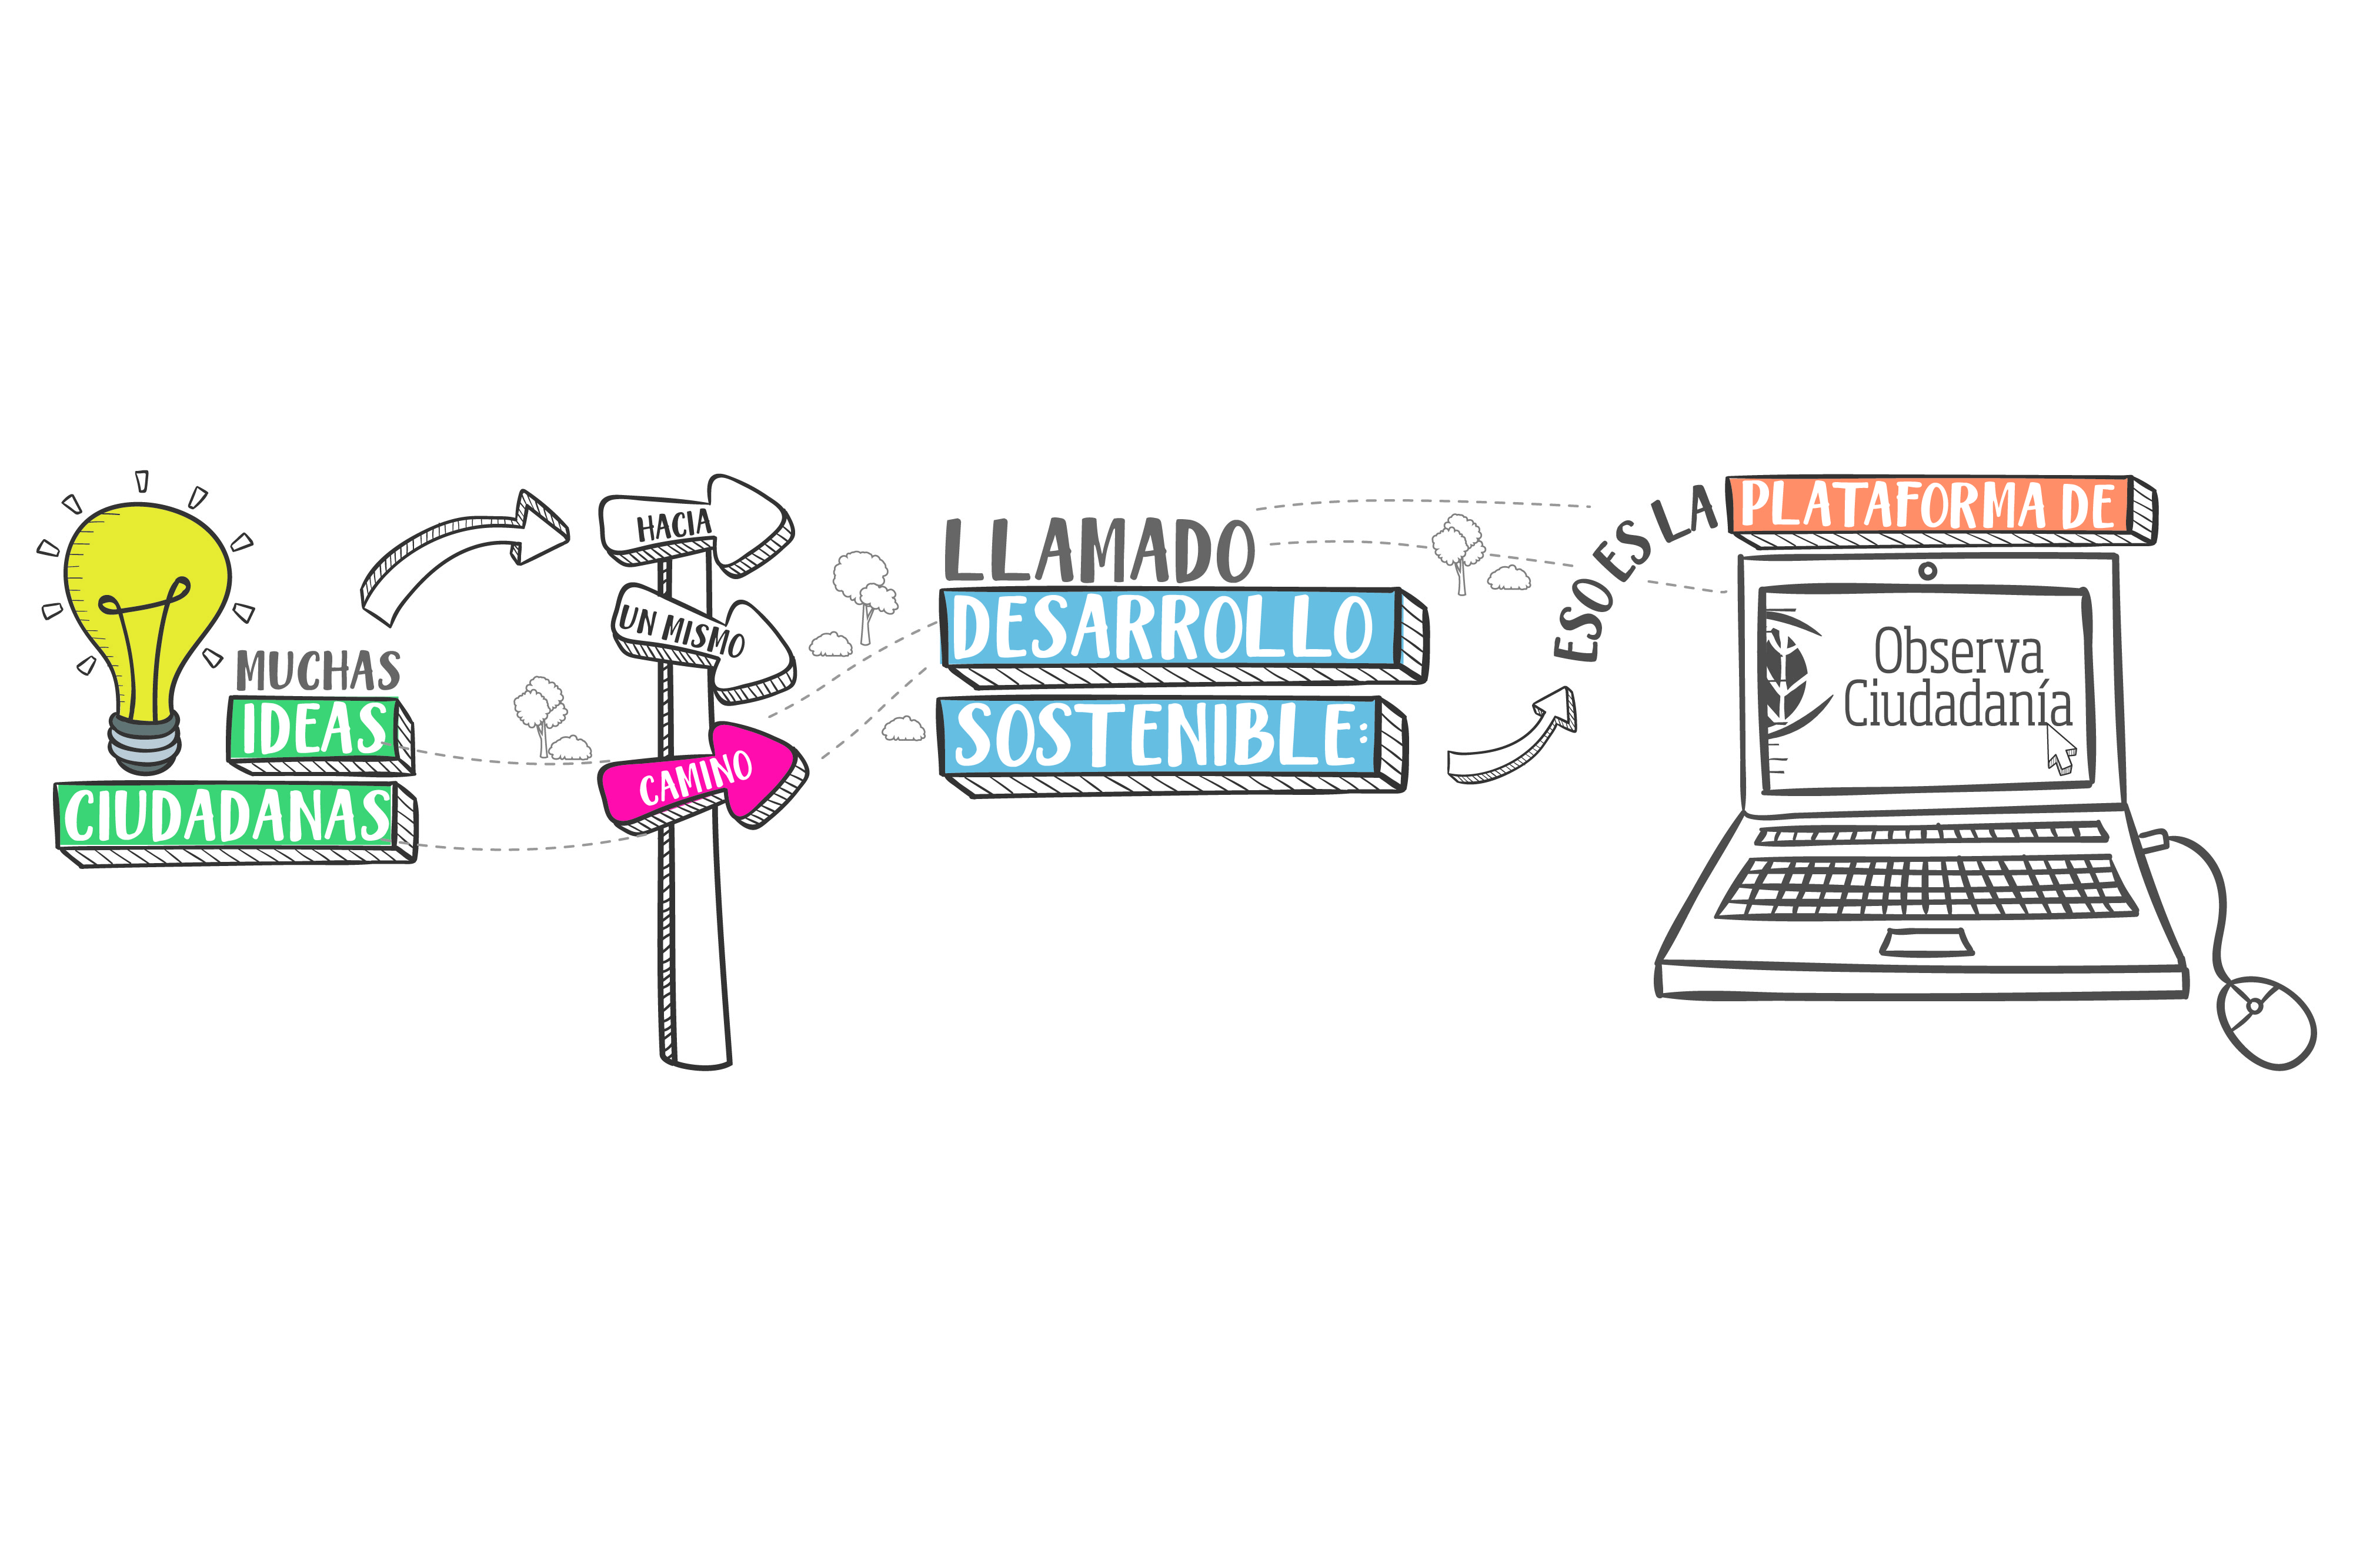 MUCHAS
IDEAS
CIUDADANAS
HACIA
UN MISMO
CAMINO
LLAMADO
DESARROLLO
SOSTENIBLE:
ESO ES LA
PLATAFORMA DE
Observa
Ciudadanía